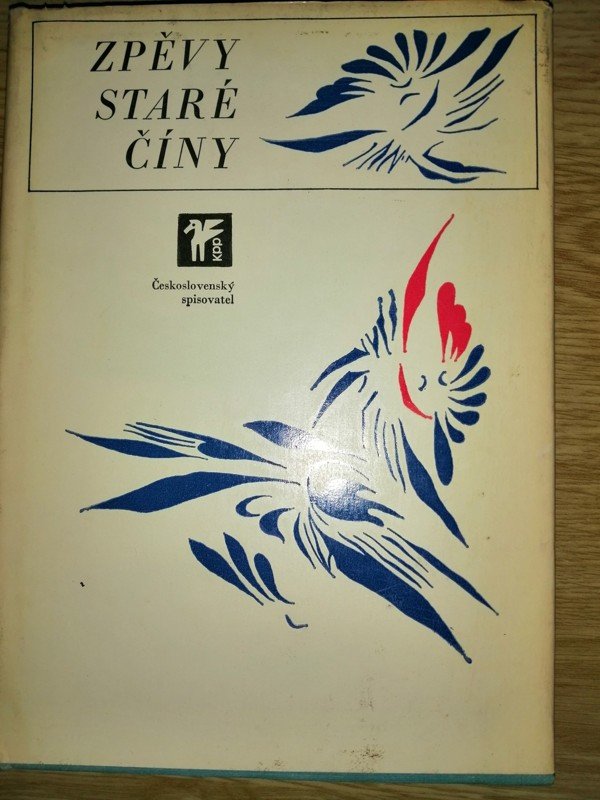 ZPĚVY
STARÉ
ČÍNY
kpp
Československý
spisovatel